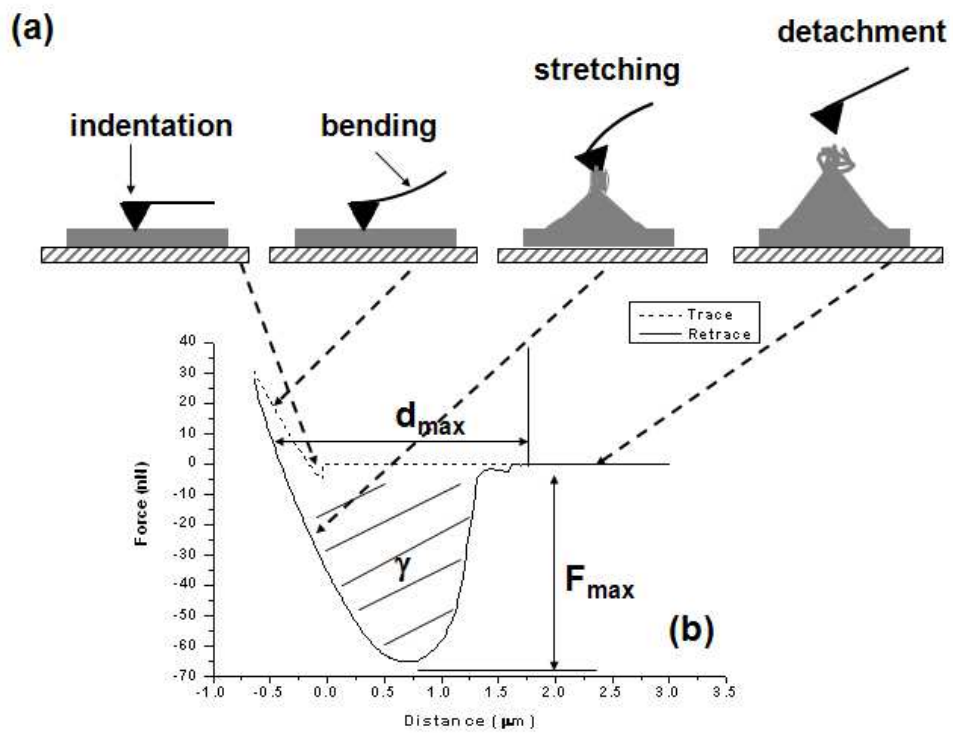 (a)
detachment
stretching
indentation
bending
Trace
Retrace
40
30
20
10
0
-10
-20
-30
-40
-50
-60
-70
Force (nN)
d_max
γ
F_max
(b)
-1.0 -0.5 0.0 0.5 1.0 1.5 2.0 2.5 3.0 3.5
Distance (μm)